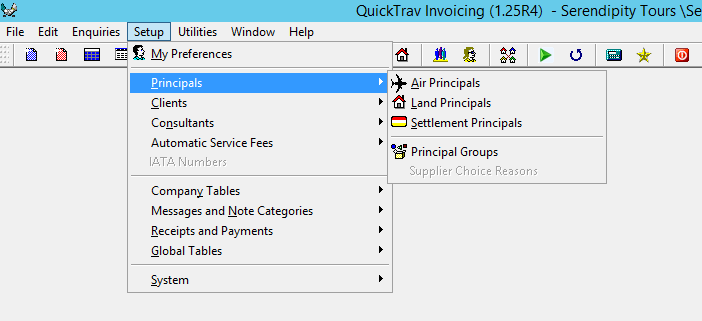 QuickTrav Invoicing (1.25R4) - Serendipity Tours \Se
File Edit Enquiries Setup Utilities Window Help
My Preferences
Principals
Clients
Consultants
Automatic Service Fees
IATA Numbers
Company Tables
Messages and Note Categories
Receipts and Payments
Global Tables
System
Air Principals
Land Principals
Settlement Principals
Principal Groups
Supplier Choice Reasons